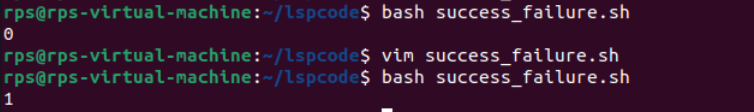 rps@rps-virtual-machine:~/lspcode$ bash success_failure.sh
0
rps@rps-virtual-machine:~/lspcode$ vim success_failure.sh
rps@rps-virtual-machine:~/lspcode$ bash success_failure.sh
1